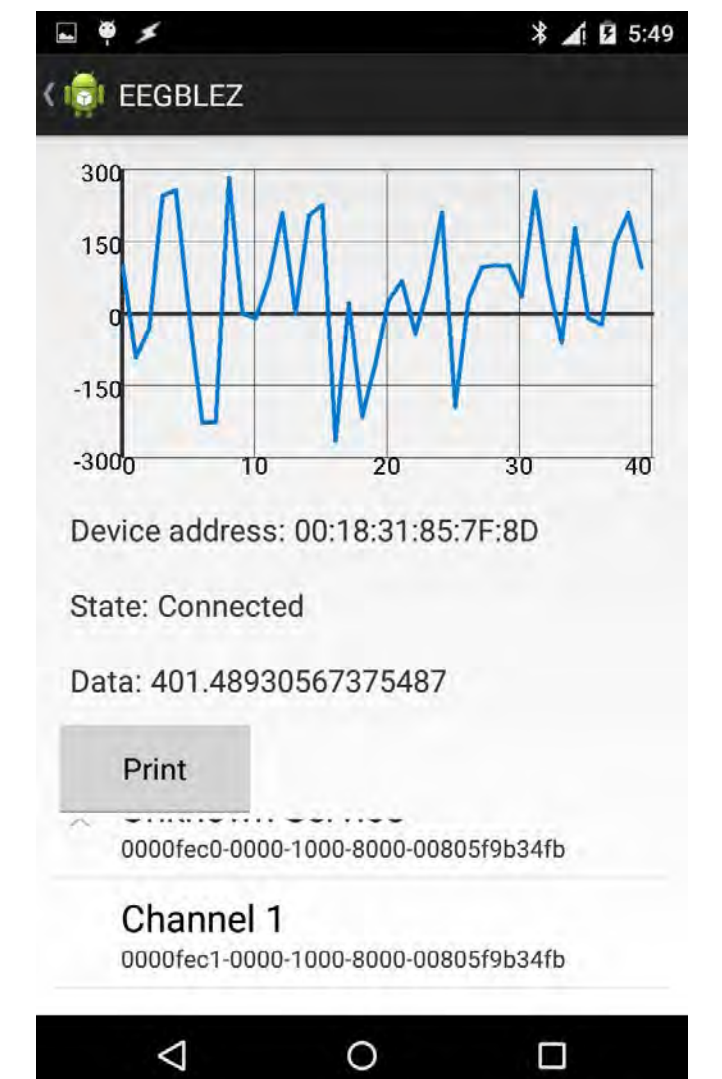 5:49
EEGBLEZ
300
150
0
-150
-300
0 10 20 30 40
Device address: 00:18:31:85:7F:8D
State: Connected
Data: 401.48930567375487
Print
0000fec0-0000-1000-8000-00805f9b34fb
Channel 1
0000fec1-0000-1000-8000-00805f9b34fb